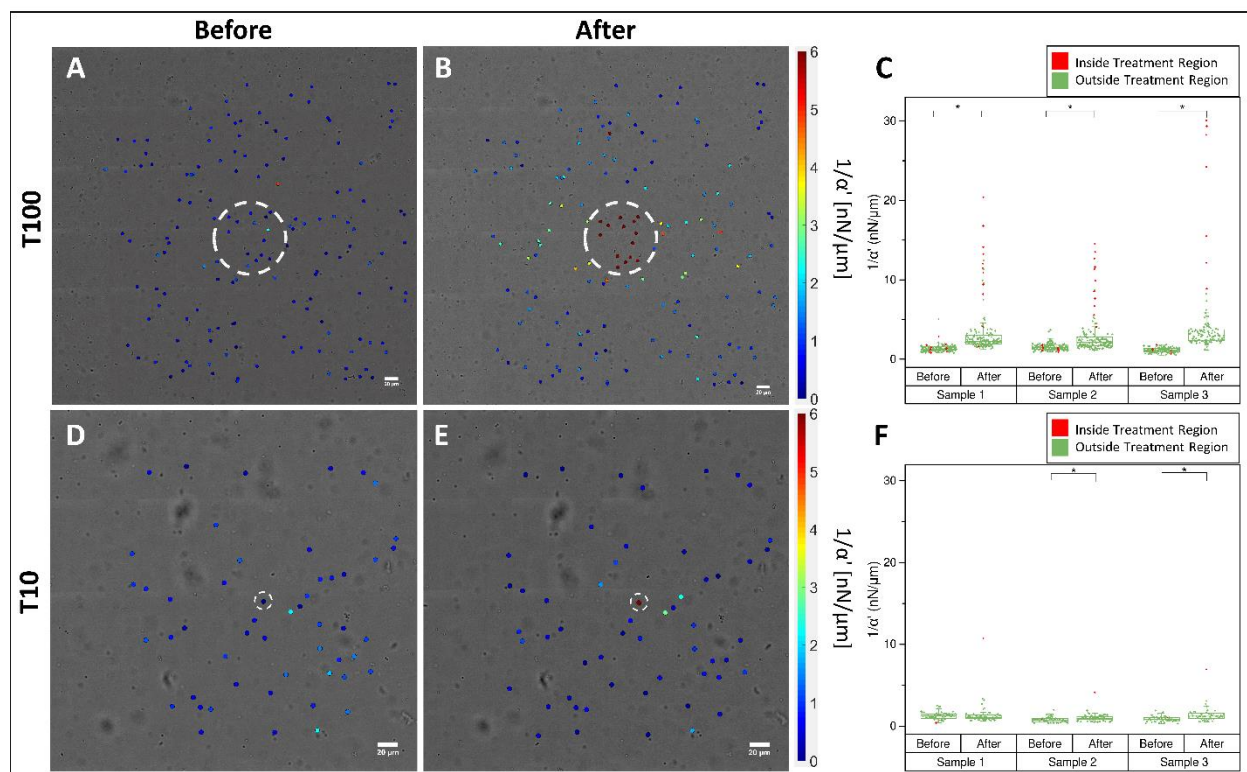 Before
After
T100
A
20 μm
B
20 μm
6
5
4
3
2
1
0
1/α' [nN/μm]
Inside Treatment Region
Outside Treatment Region
C
1/α' (nN/μm)
30
20
10
0
*
*
*
Before
After
Before
After
Before
After
Sample 1
Sample 2
Sample 3
T10
D
20 μm
E
20 μm
6
5
4
3
2
1
0
1/α' [nN/μm]
Inside Treatment Region
Outside Treatment Region
F
1/α' (nN/μm)
30
20
10
0
*
*
Before
After
Before
After
Before
After
Sample 1
Sample 2
Sample 3